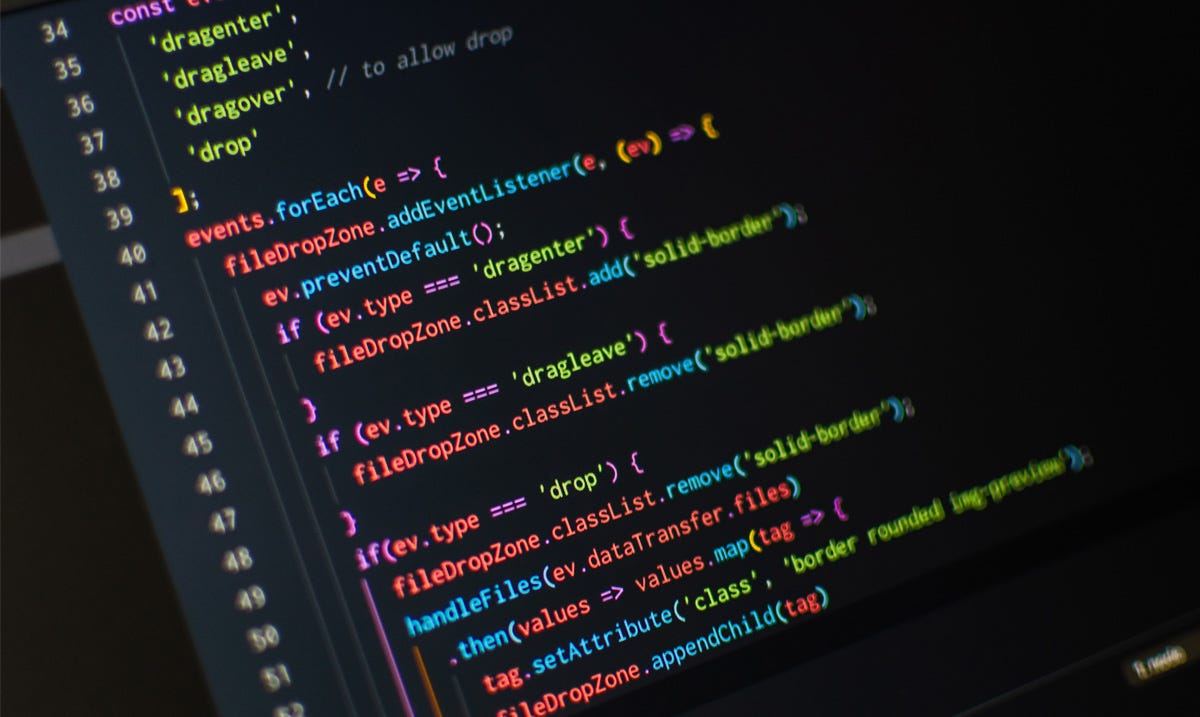 34 const
35 'dragenter',
36 'dragleave',
37 'dragover', // to allow drop
38 'drop'
39 ];
40 events.forEach(e => {
41 fileDropZone.addEventListener(e, (ev) => {
42 ev.preventDefault();
43 if (ev.type === 'dragenter') {
44 fileDropZone.classList.add('solid-border');
45 }
46 if (ev.type === 'dragleave') {
47 fileDropZone.classList.remove('solid-border');
48 }
49 if(ev.type === 'drop') {
50 fileDropZone.classList.remove('solid-border');
51 handleFiles(ev.dataTransfer.files)
52 .then(values => values.map(tag => {
tag.setAttribute('class', 'border rounded img-preview');
fileDropZone.appendChild(tag)